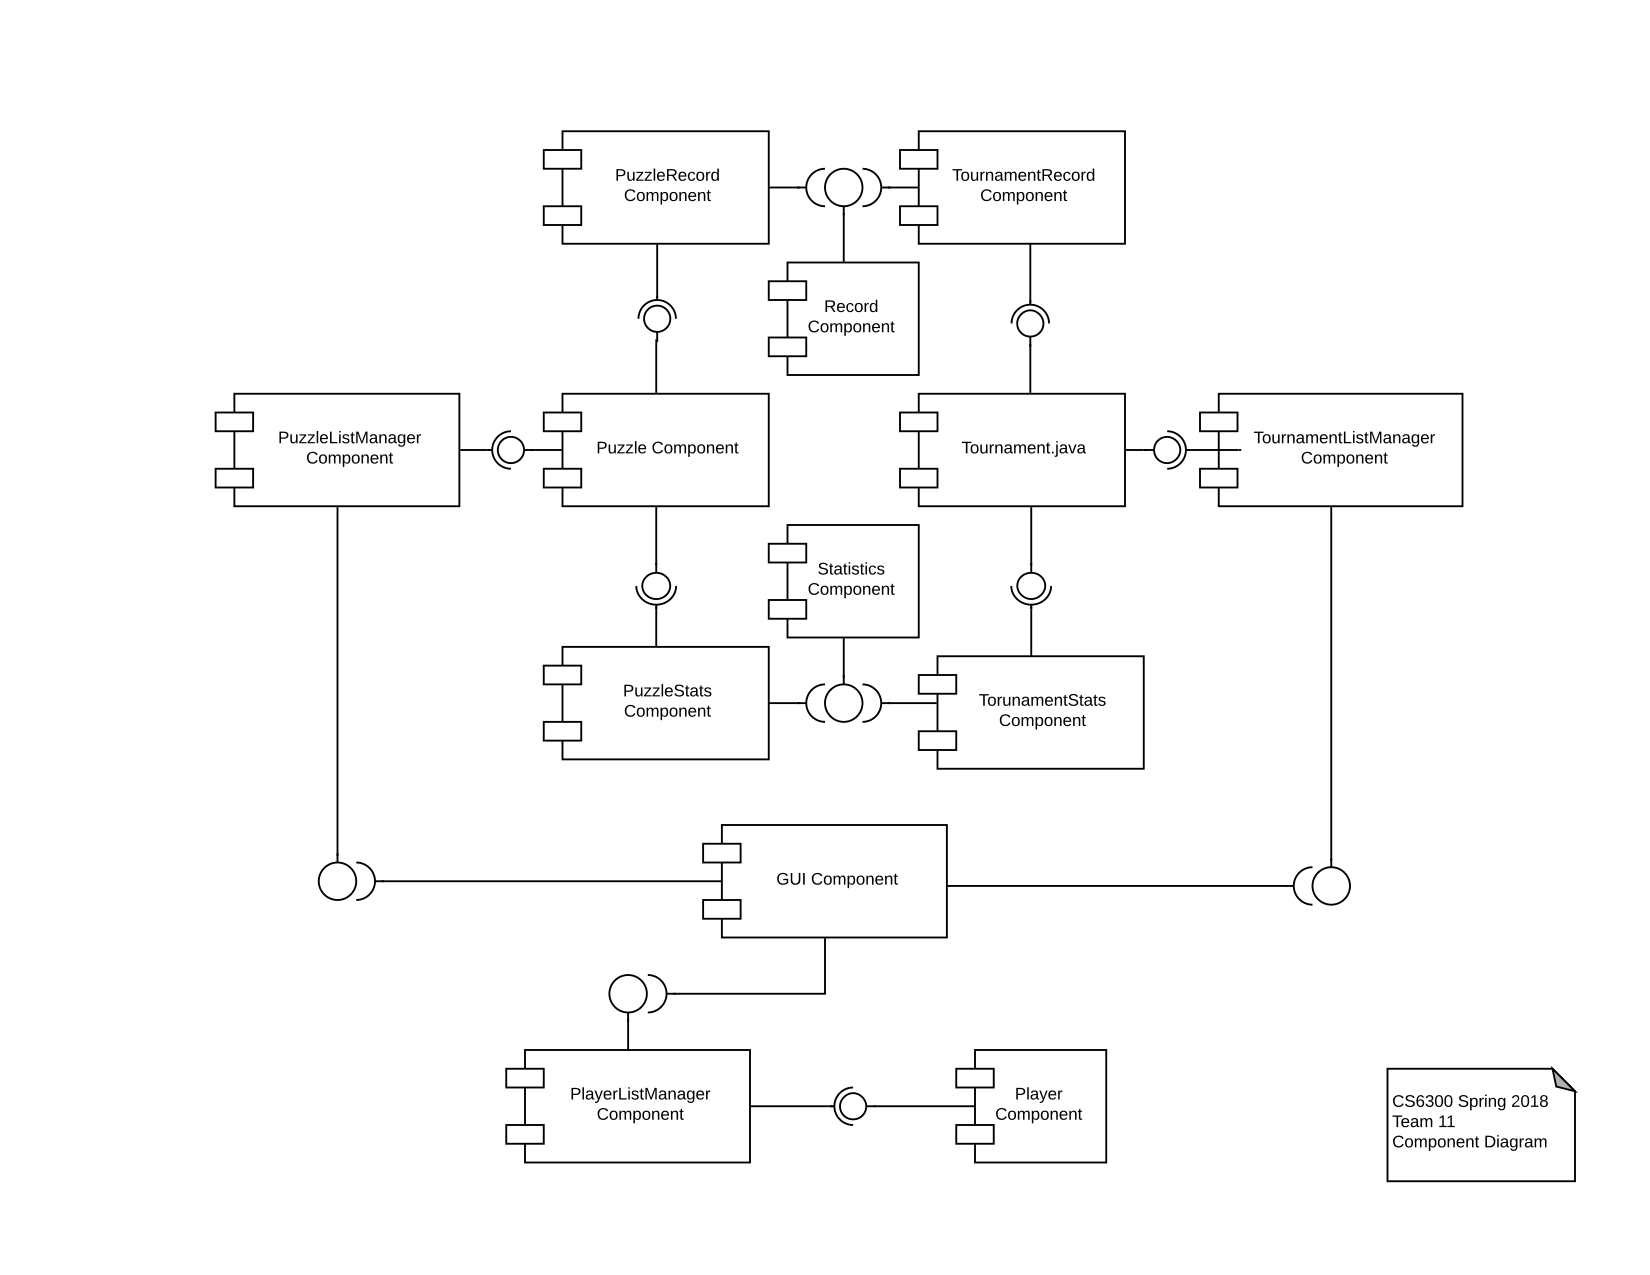 PuzzleRecord
Component
TournamentRecord
Component
Record
Component
PuzzleListManager
Component
Puzzle Component
Tournament.java
TournamentListManager
Component
Statistics
Component
PuzzleStats
Component
TorunamentStats
Component
GUI Component
PlayerListManager
Component
Player
Component
CS6300 Spring 2018
Team 11
Component Diagram